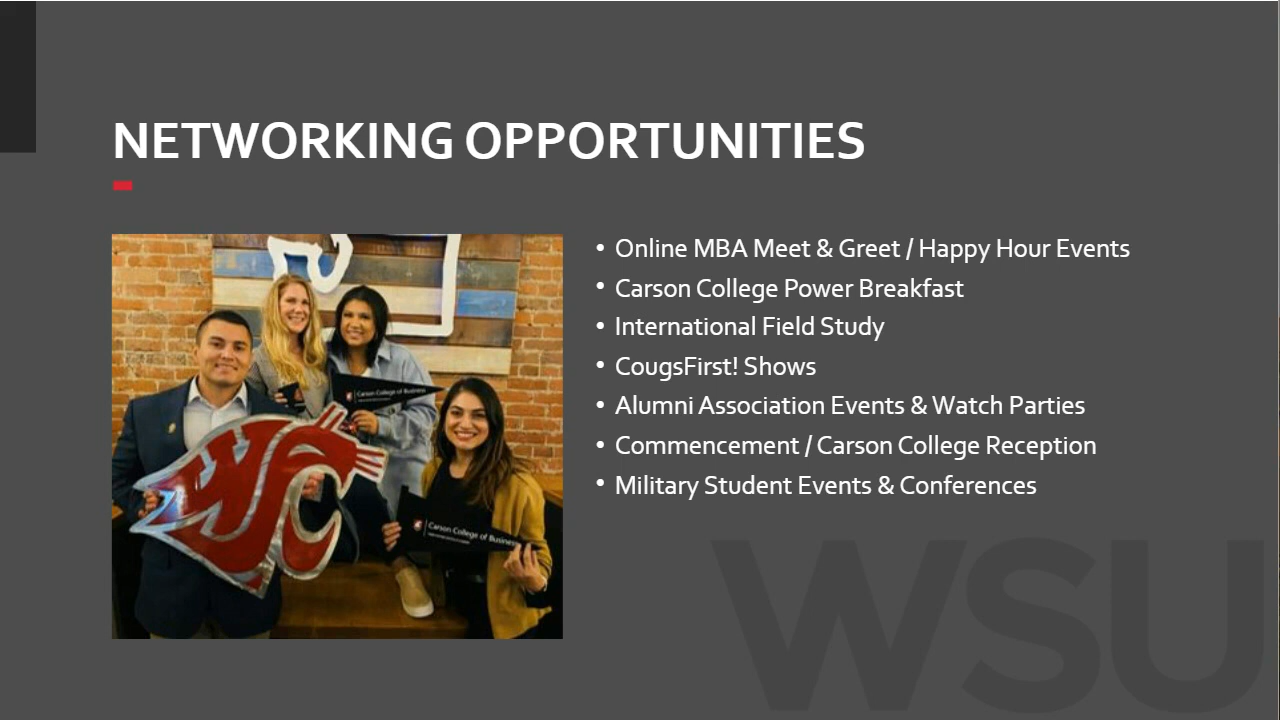 NETWORKING OPPORTUNITIES
• Online MBA Meet & Greet / Happy Hour Events
• Carson College Power Breakfast
• International Field Study
• CougsFirst! Shows
• Alumni Association Events & Watch Parties
• Commencement / Carson College Reception
• Military Student Events & Conferences
Carson College of Business
Carson College of Business
WSU